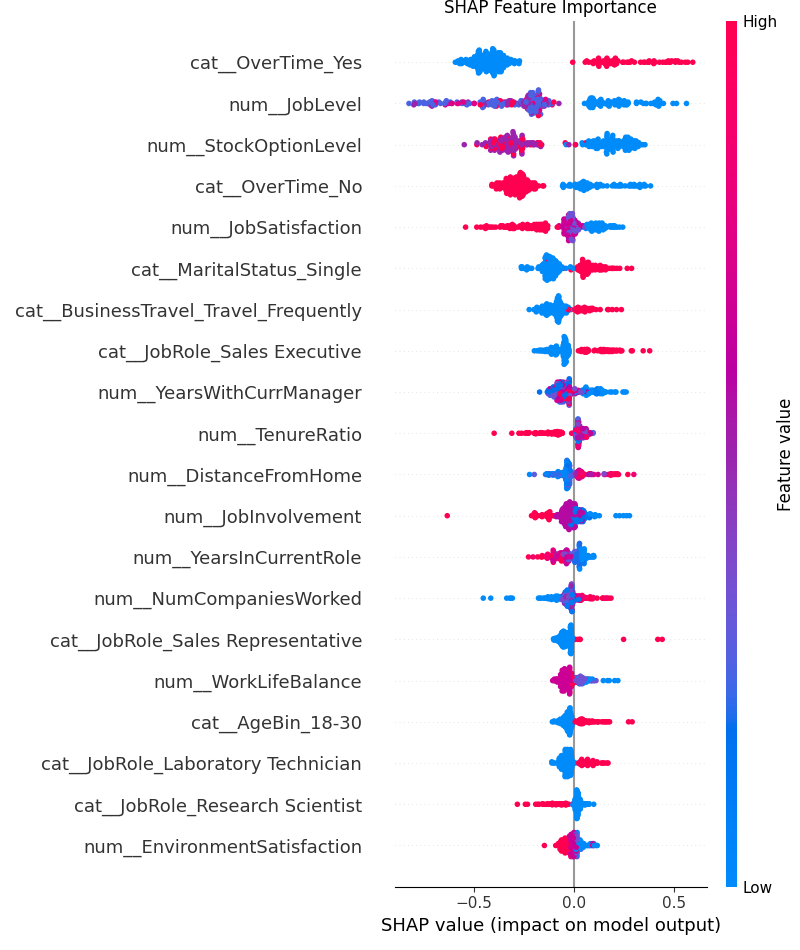 SHAP Feature Importance
High
cat__OverTime_Yes
num__JobLevel
num__StockOptionLevel
cat__OverTime_No
num__JobSatisfaction
cat__MaritalStatus_Single
cat__BusinessTravel_Travel_Frequently
cat__JobRole_Sales Executive
num__YearsWithCurrManager
num__TenureRatio
num__DistanceFromHome
num__JobInvolvement
num__YearsInCurrentRole
num__NumCompaniesWorked
cat__JobRole_Sales Representative
num__WorkLifeBalance
cat__AgeBin_18-30
cat__JobRole_Laboratory Technician
cat__JobRole_Research Scientist
num__EnvironmentSatisfaction
Feature value
Low
−0.5 0.0 0.5
SHAP value (impact on model output)